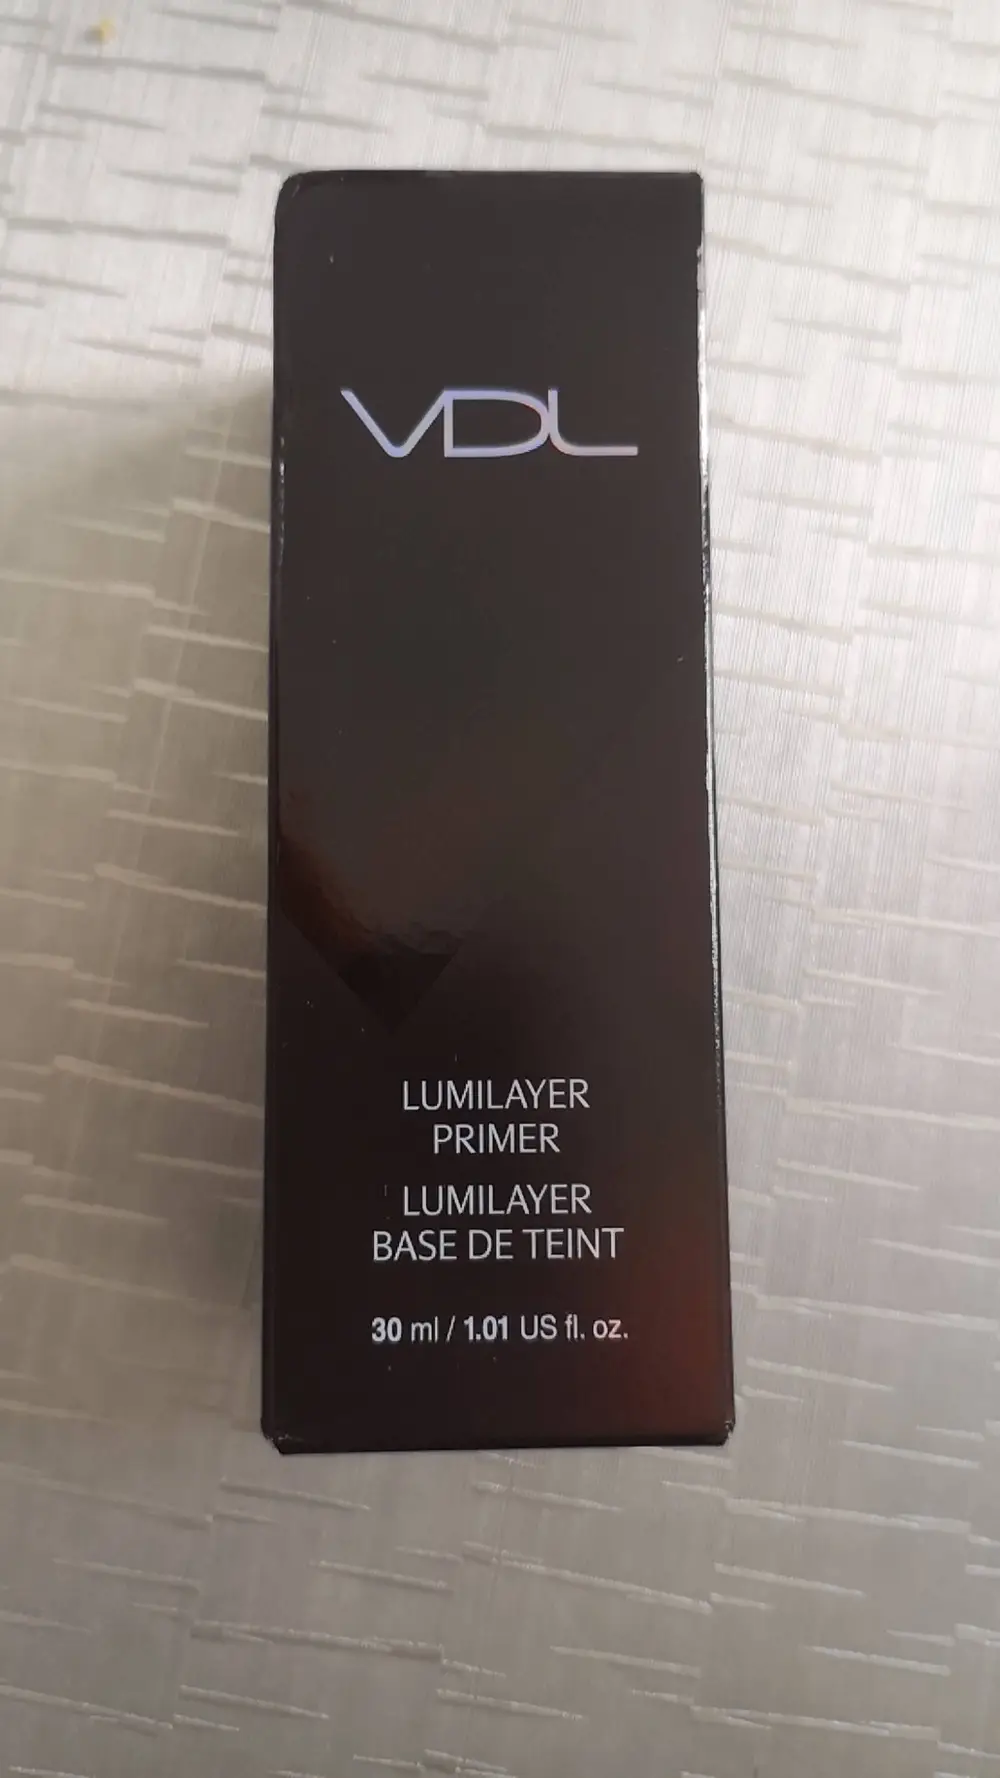 VDL
LUMILAYER
PRIMER
LUMILAYER
BASE DE TEINT
30 ml / 1.01 US fl. oz.